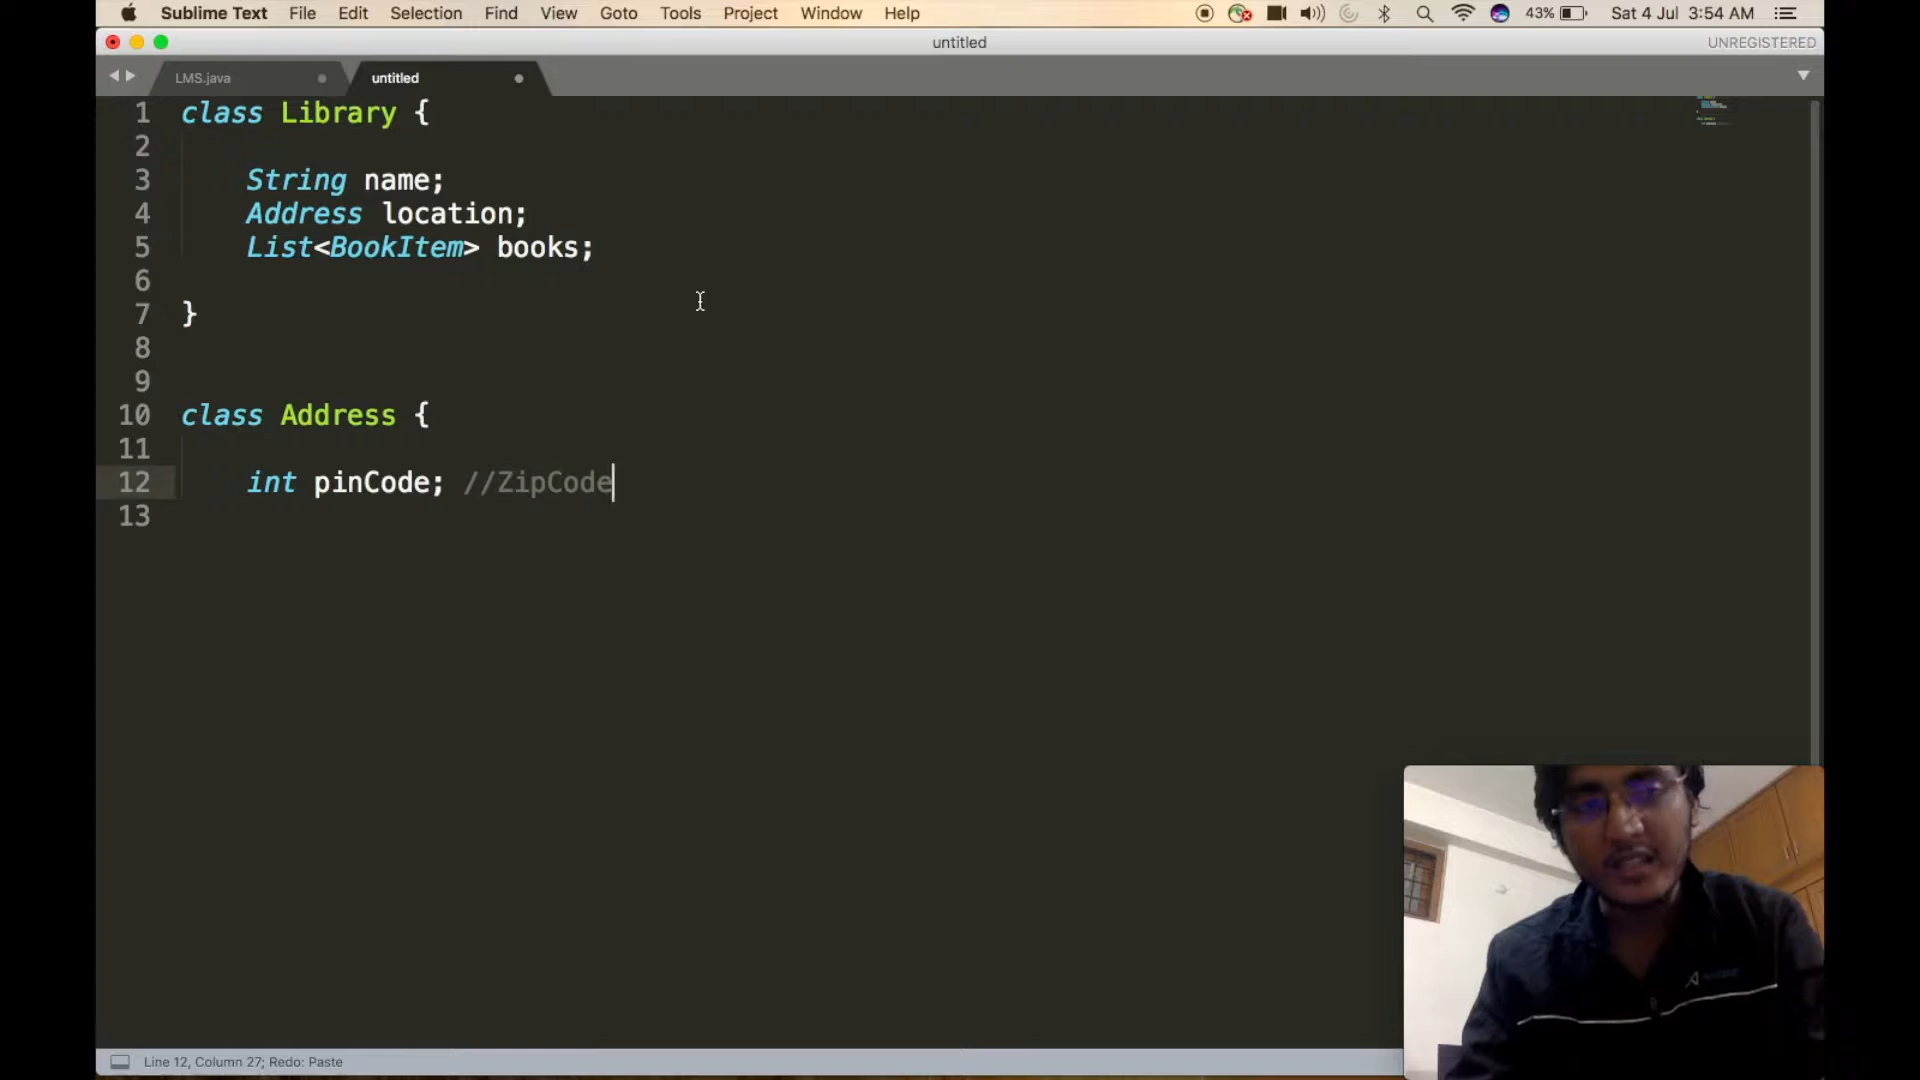 Sublime Text File Edit Selection Find View Goto Tools Project Window Help 43% Sat 4 Jul 3:54 AM
untitled UNREGISTERED
LMS.java untitled
1 class Library {
2
3 String name;
4 Address location;
5 List<BookItem> books;
6
7 }
8
9
10 class Address {
11
12 int pinCode; //ZipCode
13
Line 12, Column 27; Redo: Paste